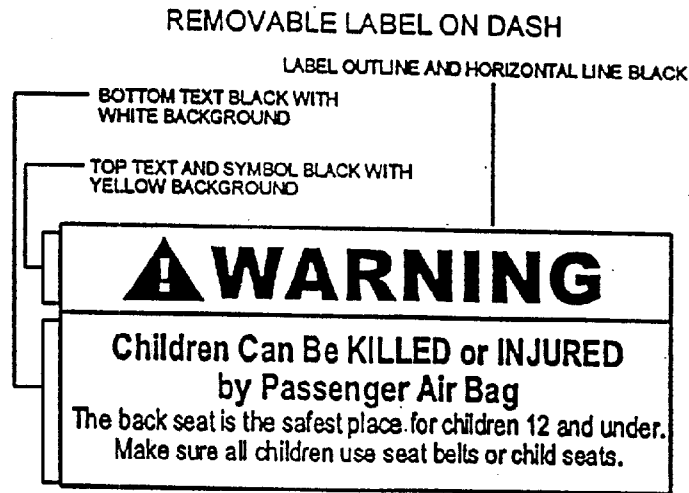 REMOVABLE LABEL ON DASH
LABEL OUTLINE AND HORIZONTAL LINE BLACK
BOTTOM TEXT BLACK WITH
WHITE BACKGROUND
TOP TEXT AND SYMBOL BLACK WITH
YELLOW BACKGROUND
WARNING
Children Can Be KILLED or INJURED
by Passenger Air Bag
The back seat is the safest place for children 12 and under.
Make sure all children use seat belts or child seats.